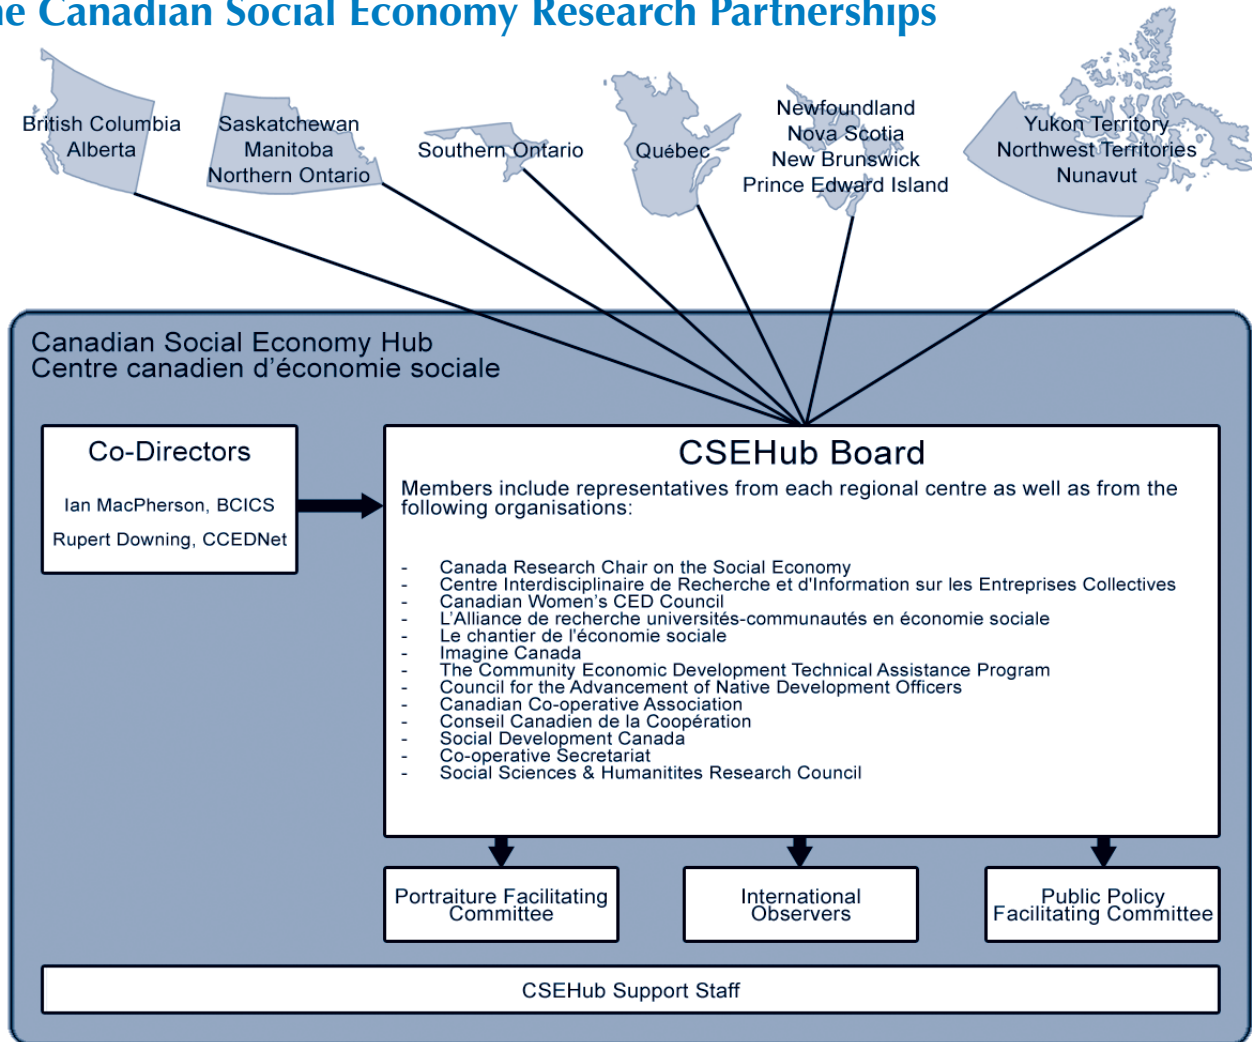 he Canadian Social Economy Research Partnerships
British Columbia
Alberta
Saskatchewan
Manitoba
Northern Ontario
Southern Ontario
Québec
Newfoundland
Nova Scotia
New Brunswick
Prince Edward Island
Yukon Territory
Northwest Territories
Nunavut
Canadian Social Economy Hub
Centre canadien d'économie sociale
Co-Directors
Ian MacPherson, BCICS
Rupert Downing, CCEDNet
CSEHub Board
Members include representatives from each regional centre as well as from the
following organisations:
- Canada Research Chair on the Social Economy
- Centre Interdisciplinaire de Recherche et d'Information sur les Entreprises Collectives
- Canadian Women's CED Council
- L'Alliance de recherche universités-communautés en économie sociale
- Le chantier de l'économie sociale
- Imagine Canada
- The Community Economic Development Technical Assistance Program
- Council for the Advancement of Native Development Officers
- Canadian Co-operative Association
- Conseil Canadien de la Coopération
- Social Development Canada
- Co-operative Secretariat
- Social Sciences & Humanitites Research Council
Portraiture Facilitating
Committee
International
Observers
Public Policy
Facilitating Committee
CSEHub Support Staff